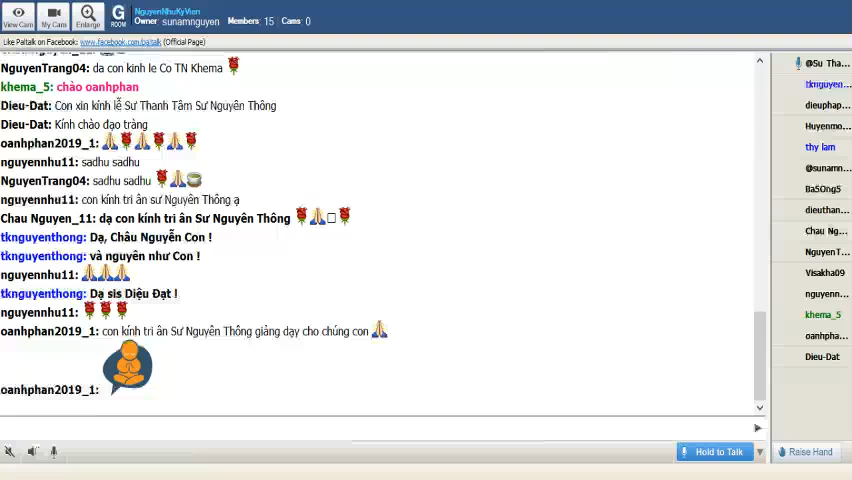 NguyenNhuKyVien
Owner: sunamnguyen Members: 15 Cams: 0
View Cam My Cam Enlarge G ROOM
Like Paltalk on Facebook: www.facebook.com/paltalk (Official Page)
NguyenTrang04: da con kinh le Co TN Khema
khema_5: chào oanhphan
Dieu-Dat: Con xin kính lễ Sư Thanh Tâm Sư Nguyên Thông
Dieu-Dat: Kính chào đạo tràng
oanhphan2019_1:
nguyennhu11: sadhu sadhu
NguyenTrang04: sadhu sadhu
nguyennhu11: con kính tri ân sư Nguyên Thông ạ
Chau Nguyen_11: dạ con kính tri ân Sư Nguyên Thông
tknguyenthong: Dạ, Châu Nguyễn Con !
tknguyenthong: và nguyên như Con !
nguyennhu11:
tknguyenthong: Dạ sis Diệu Đạt !
nguyennhu11:
oanhphan2019_1: con kính tri ân Sư Nguyên Thông giảng dạy cho chúng con
oanhphan2019_1:
@Su Tha...
tknguyen...
dieuphap...
Huyenmo...
thy lam
@sunamn...
Ba5Ong5
dieuthan...
Chau Ng...
NguyenT...
Visakha09
nguyenn...
khema_5
oanhpha...
Dieu-Dat
Hold to Talk
Raise Hand